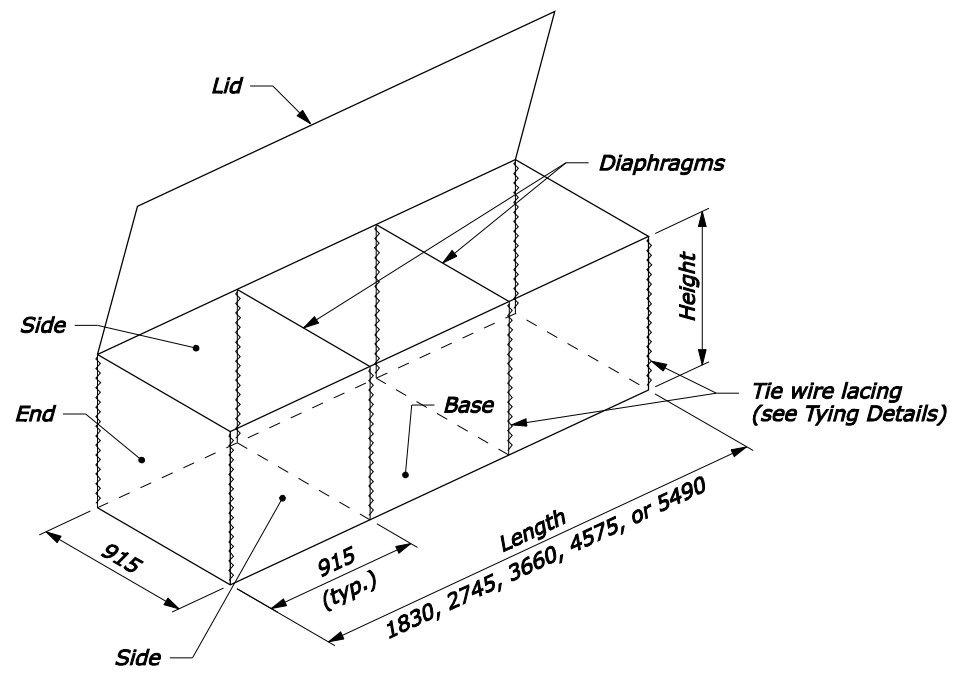 Lid
Diaphragms
Height
Side
End
Base
Tie wire lacing
(see Tying Details)
915
915
(typ.)
Length
1830, 2745, 3660, 4575, or 5490
Side